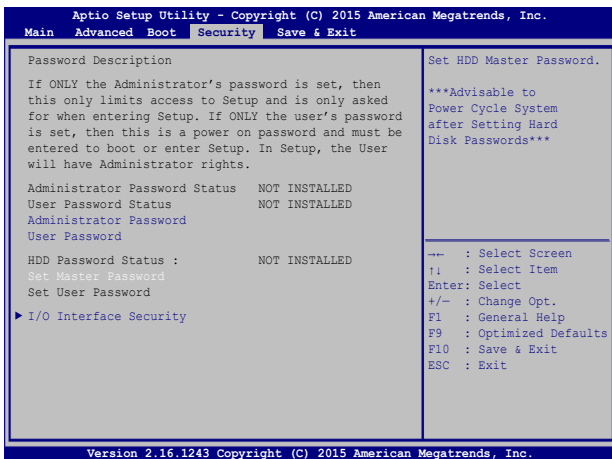 Aptio Setup Utility - Copyright (C) 2015 American Megatrends, Inc.
Main Advanced Boot Security Save & Exit
Password Description
If ONLY the Administrator's password is set, then
this only limits access to Setup and is only asked
for when entering Setup. If ONLY the user's password
is set, then this is a power on password and must be
entered to boot or enter Setup. In Setup, the User
will have Administrator rights.
Administrator Password Status NOT INSTALLED
User Password Status NOT INSTALLED
Administrator Password
User Password
HDD Password Status : NOT INSTALLED
Set Master Password
Set User Password
I/O Interface Security
Set HDD Master Password.
***Advisable to
Power Cycle System
after Setting Hard
Disk Passwords***
→← : Select Screen
↑↓ : Select Item
Enter: Select
+/— : Change Opt.
F1 : General Help
F9 : Optimized Defaults
F10 : Save & Exit
ESC : Exit
Version 2.16.1243 Copyright (C) 2015 American Megatrends, Inc.